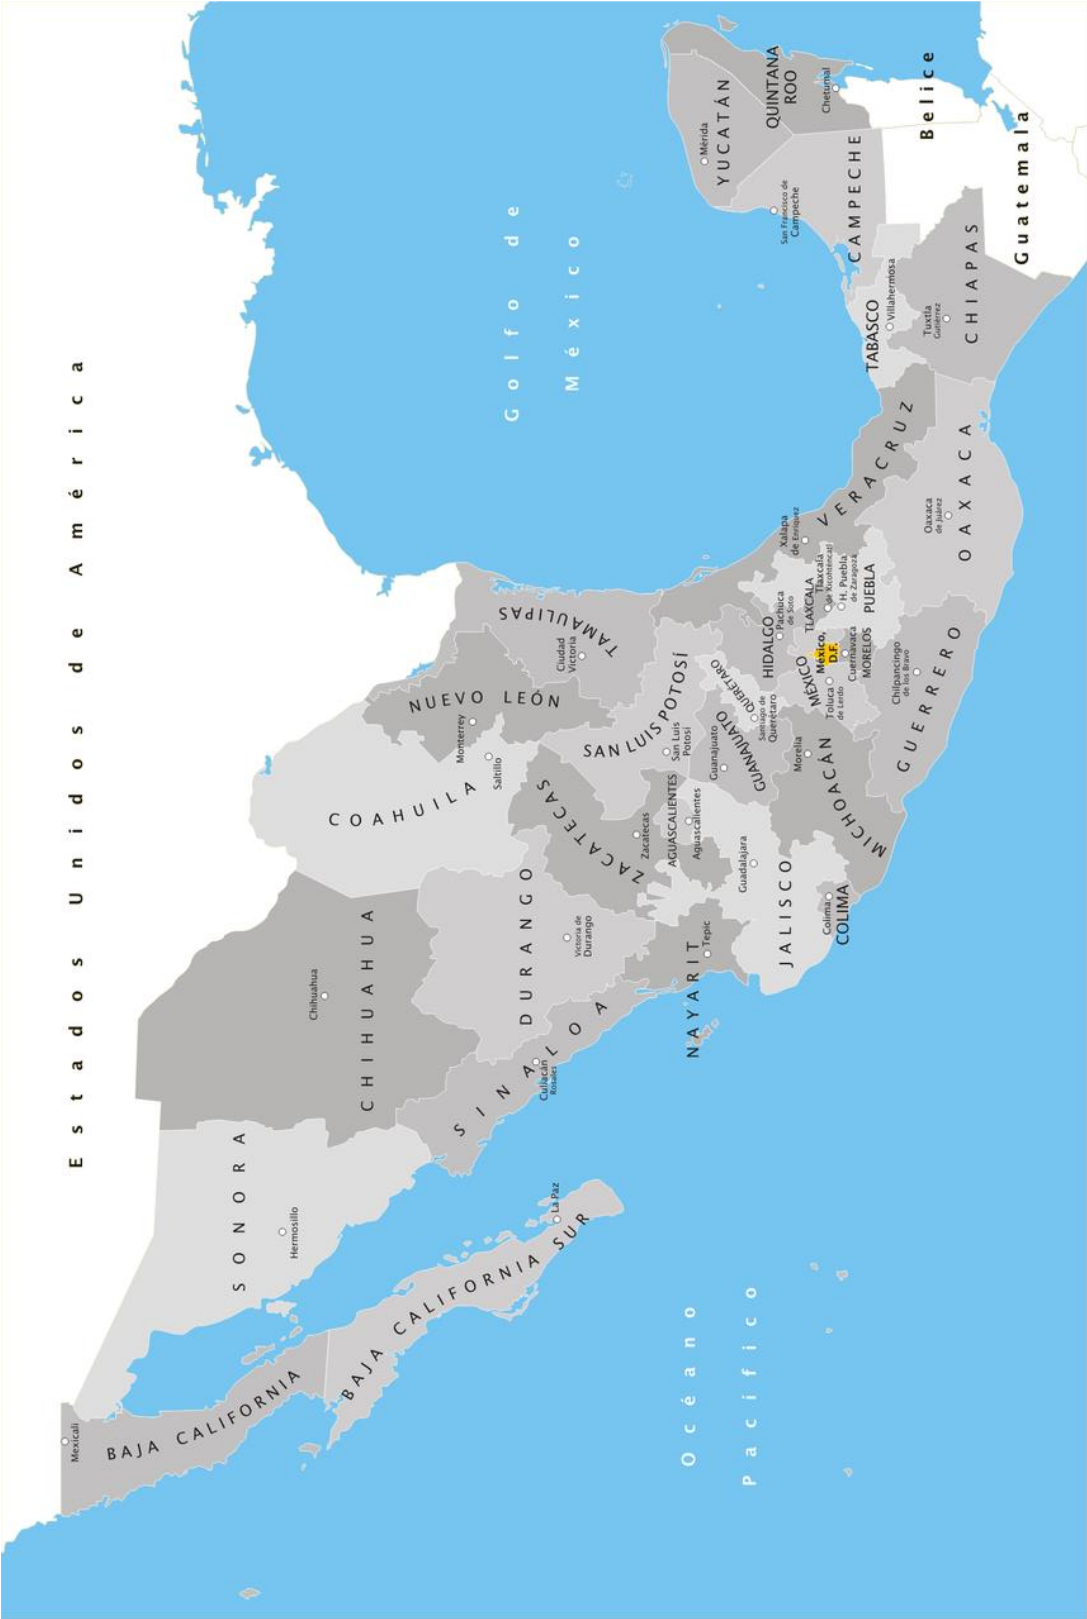 Estados Unidos de América
Golfo de
México
Océano
Pacífico
Belice
Guatemala
Mexicali
BAJA CALIFORNIA
BAJA CALIFORNIA SUR
La Paz
SONORA
Hermosillo
CHIHUAHUA
Chihuahua
SINALOA
Culiacán
Rosales
DURANGO
Victoria de
Durango
COAHUILA
Saltillo
NUEVO LEÓN
Monterrey
TAMAULIPAS
Ciudad
Victoria
ZACATECAS
Zacatecas
SAN LUIS POTOSÍ
San Luis
Potosí
AGUASCALIENTES
Aguascalientes
NAYARIT
Tepic
JALISCO
Guadalajara
COLIMA
Colima
MICHOACÁN
Morelia
GUANAJUATO
Guanajuato
QUERÉTARO
Santiago de
Querétaro
HIDALGO
Pachuca
de Soto
MÉXICO
Toluca
de Lerdo
México,
D.F.
MORELOS
Cuernavaca
TLAXCALA
Tlaxcala
de Xicohténcatl
PUEBLA
H. Puebla
de Zaragoza
GUERRERO
Chilpancingo
de los Bravo
VERACRUZ
Xalapa
de Enríquez
OAXACA
Oaxaca
de Juárez
TABASCO
Villahermosa
CHIAPAS
Tuxtla
Gutiérrez
CAMPECHE
San Francisco de
Campeche
YUCATÁN
Mérida
QUINTANA
ROO
Chetumal